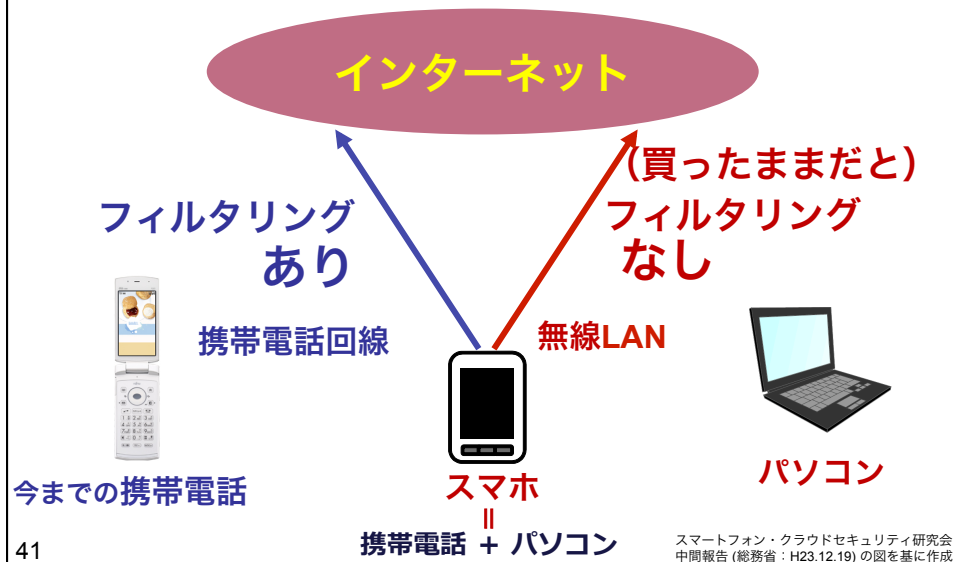 インターネット
(買ったままだと)
フィルタリング
あり
フィルタリング
なし
携帯電話回線
無線LAN
今までの携帯電話
スマホ
=
携帯電話 + パソコン
パソコン
41
スマートフォン・クラウドセキュリティ研究会
中間報告 (総務省：H23.12.19) の図を基に作成